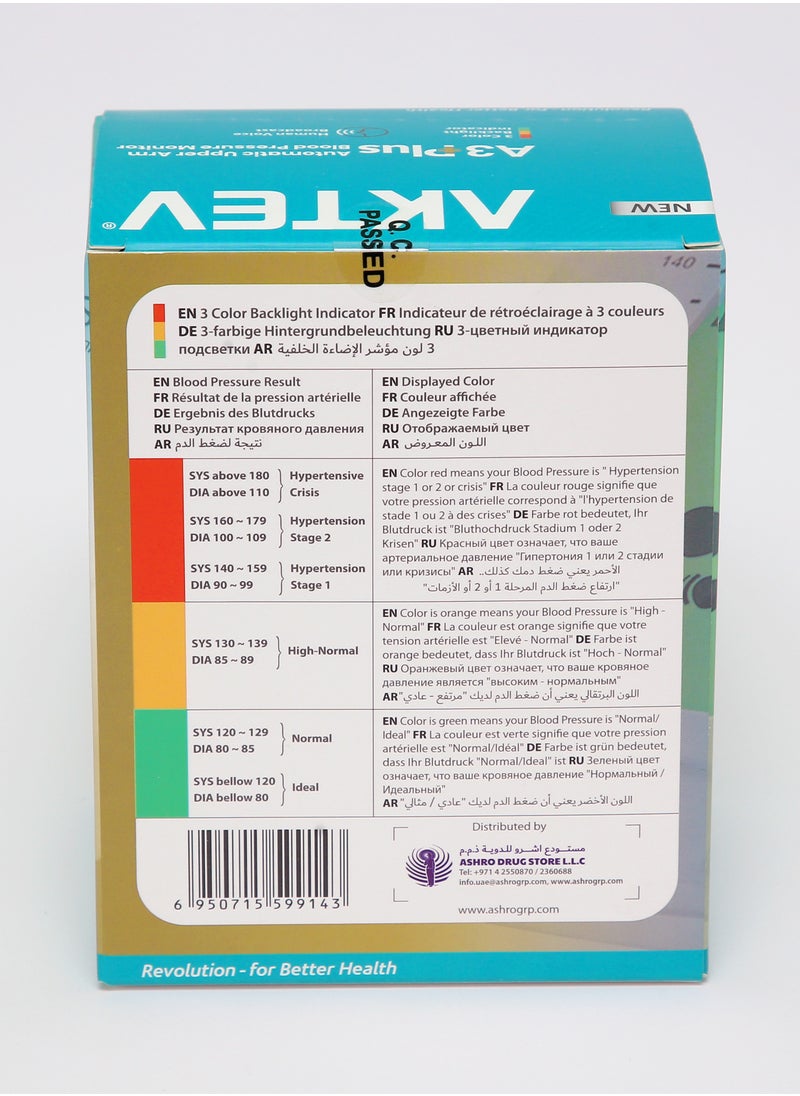 Revolution - for Better Health
3 Color
Backlight
Indicator
Human Voice
Broadcast
A3 Plus
Automatic Upper Arm
Blood Pressure Monitor
AKTEV®
NEW
Q.C.
PASSED
140
EN 3 Color Backlight Indicator FR Indicateur de rétroéclairage à 3 couleurs
DE 3-farbige Hintergrundbeleuchtung RU 3-цветный индикатор
подсветки AR 3 لون مؤشر الإضاءة الخلفية
EN Blood Pressure Result
FR Résultat de la pression artérielle
DE Ergebnis des Blutdrucks
RU Результат кровяного давления
AR نتيجة لضغط الدم
EN Displayed Color
FR Couleur affichée
DE Angezeigte Farbe
RU Отображаемый цвет
AR اللون المعروض
SYS above 180
DIA above 110
Hypertensive
Crisis
SYS 160 ~ 179
DIA 100 ~ 109
Hypertension
Stage 2
SYS 140 ~ 159
DIA 90 ~ 99
Hypertension
Stage 1
EN Color red means your Blood Pressure is " Hypertension
stage 1 or 2 or crisis" FR La couleur rouge signifie que
votre pression artérielle correspond à "l'hypertension de
stade 1 ou 2 à des crises" DE Farbe rot bedeutet, Ihr
Blutdruck ist "Bluthochdruck Stadium 1 oder 2
Krisen" RU Красный цвет означает, что ваше
артериальное давление "Гипертония 1 или 2 стадии
или кризисы" AR الأحمر يعني ضغط دمك كذلك..
"ارتفاع ضغط الدم المرحلة 1 أو 2 أو الأزمات"
SYS 130 ~ 139
DIA 85 ~ 89
High-Normal
EN Color is orange means your Blood Pressure is "High -
Normal" FR La couleur est orange signifie que votre
tension artérielle est "Elevé - Normal" DE Farbe ist
orange bedeutet, dass Ihr Blutdruck ist "Hoch - Normal"
RU Оранжевый цвет означает, что ваше кровяное
давление является "высоким - нормальным"
AR اللون البرتقالي يعني أن ضغط الدم لديك "مرتفع - عادي"
SYS 120 ~ 129
DIA 80 ~ 85
Normal
SYS bellow 120
DIA bellow 80
Ideal
EN Color is green means your Blood Pressure is "Normal/
Ideal" FR La couleur est verte signifie que votre pression
artérielle est "Normal/Idéal" DE Farbe ist grün bedeutet,
dass Ihr Blutdruck "Normal/Ideal" ist RU Зеленый цвет
означает, что ваше кровяное давление "Нормальный /
Идеальный"
AR اللون الأخضر يعني أن ضغط الدم لديك "عادي / مثالي"
6 950715 599143
Distributed by
مستودع اشرو للادوية ذ.م.م
ASHRO DRUG STORE L.L.C
Tel: +971 4 2550870 / 2360688
info.uae@ashrogrp.com, www.ashrogrp.com
www.ashrogrp.com
Revolution - for Better Health